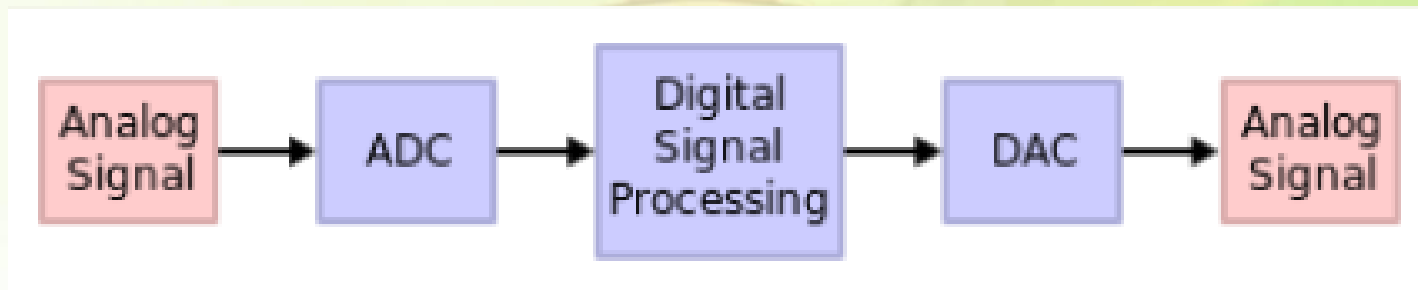 Analog
Signal
ADC
Digital
Signal
Processing
DAC
Analog
Signal